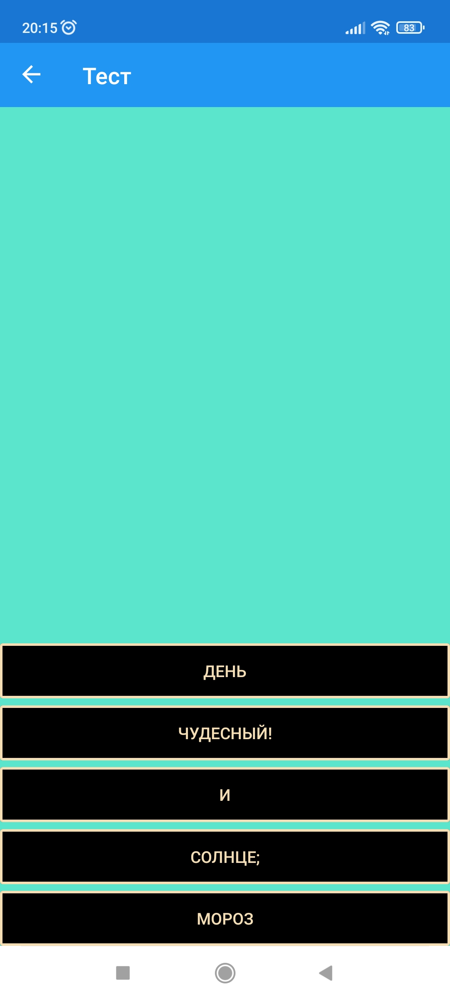 20:15
83
Тест
ДЕНЬ
ЧУДЕСНЫЙ!
И
СОЛНЦЕ;
МОРОЗ